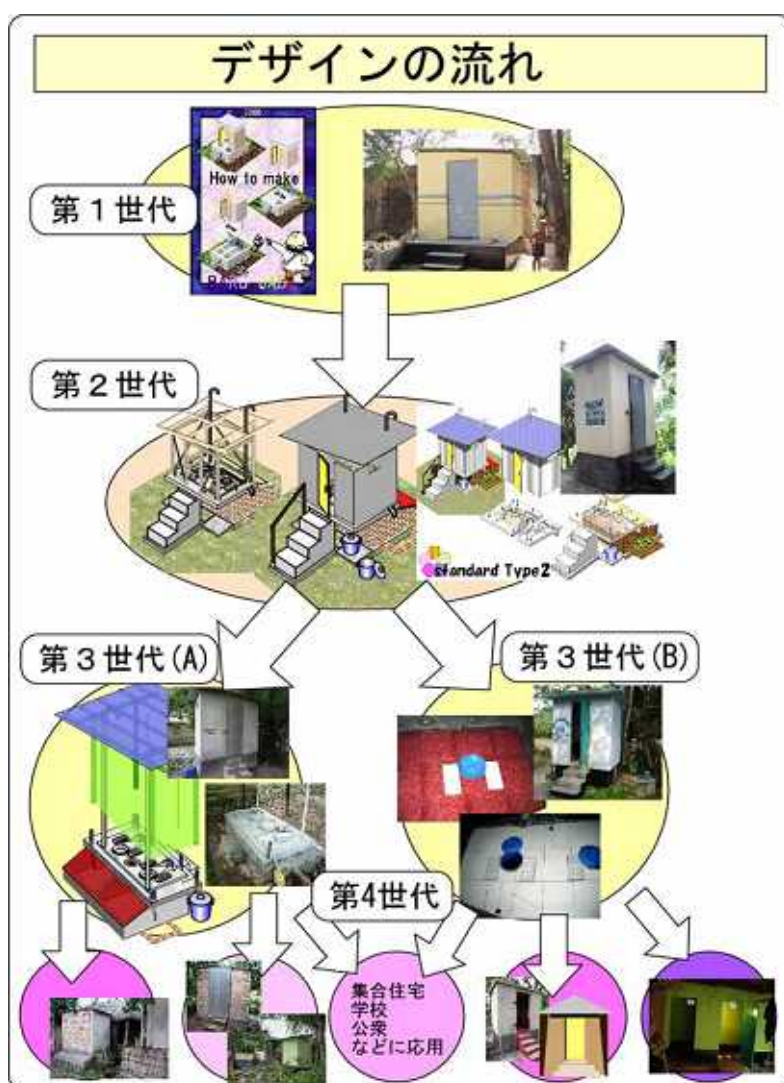 デザインの流れ
How to make
第１世代
第２世代
Standard Type2
第３世代(A)
第３世代(B)
第4世代
集合住宅
学校
公衆
などに応用